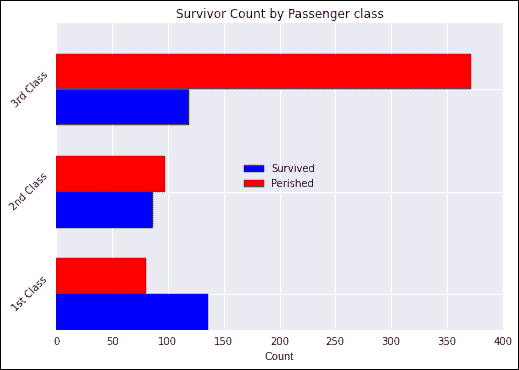 Survivor Count by Passenger class
3rd Class
2nd Class
1st Class
Survived
Perished
0 50 100 150 200 250 300 350 400
Count